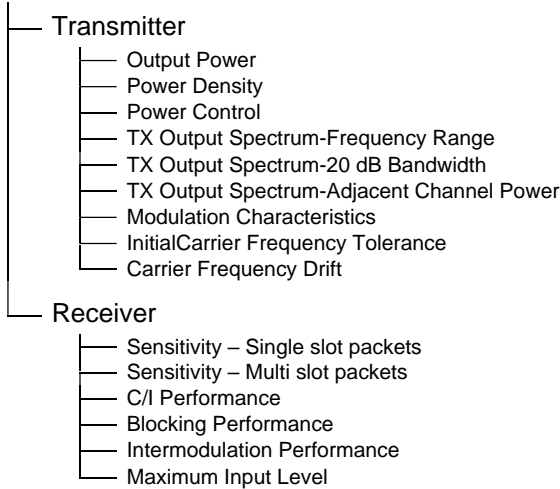 Transmitter
Output Power
Power Density
Power Control
TX Output Spectrum-Frequency Range
TX Output Spectrum-20 dB Bandwidth
TX Output Spectrum-Adjacent Channel Power
Modulation Characteristics
InitialCarrier Frequency Tolerance
Carrier Frequency Drift
Receiver
Sensitivity – Single slot packets
Sensitivity – Multi slot packets
C/I Performance
Blocking Performance
Intermodulation Performance
Maximum Input Level